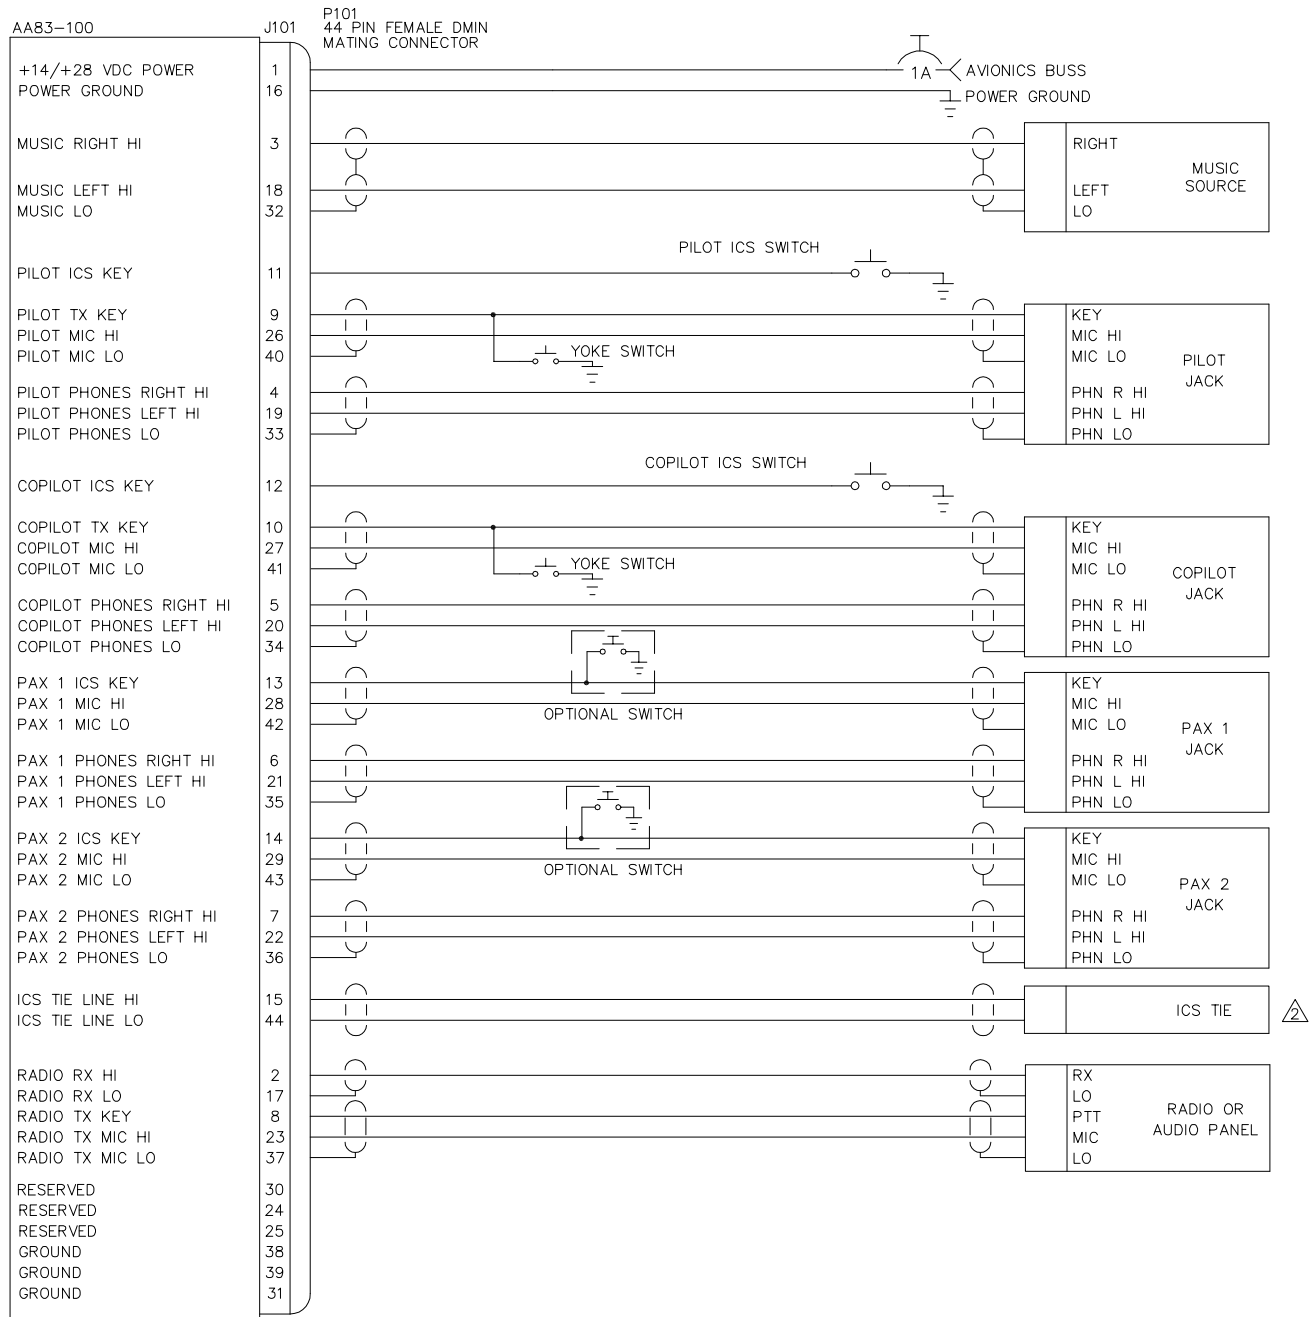 P101
AA83-100 J101 44 PIN FEMALE DMIN
MATING CONNECTOR
+14/+28 VDC POWER 1 1A AVIONICS BUSS
POWER GROUND 16 POWER GROUND
MUSIC RIGHT HI 3 RIGHT
MUSIC
MUSIC LEFT HI 18 LEFT SOURCE
MUSIC LO 32 LO
PILOT ICS SWITCH
PILOT ICS KEY 11
PILOT TX KEY 9 KEY
PILOT MIC HI 26 MIC HI
PILOT MIC LO 40 YOKE SWITCH MIC LO PILOT
JACK
PILOT PHONES RIGHT HI 4 PHN R HI
PILOT PHONES LEFT HI 19 PHN L HI
PILOT PHONES LO 33 PHN LO
COPILOT ICS SWITCH
COPILOT ICS KEY 12
COPILOT TX KEY 10 KEY
COPILOT MIC HI 27 MIC HI
COPILOT MIC LO 41 YOKE SWITCH MIC LO COPILOT
JACK
COPILOT PHONES RIGHT HI 5 PHN R HI
COPILOT PHONES LEFT HI 20 PHN L HI
COPILOT PHONES LO 34 PHN LO
PAX 1 ICS KEY 13 KEY
PAX 1 MIC HI 28 MIC HI
OPTIONAL SWITCH
PAX 1 MIC LO 42 MIC LO PAX 1
JACK
PAX 1 PHONES RIGHT HI 6 PHN R HI
PAX 1 PHONES LEFT HI 21 PHN L HI
PAX 1 PHONES LO 35 PHN LO
PAX 2 ICS KEY 14 KEY
PAX 2 MIC HI 29 MIC HI
OPTIONAL SWITCH
PAX 2 MIC LO 43 MIC LO PAX 2
JACK
PAX 2 PHONES RIGHT HI 7 PHN R HI
PAX 2 PHONES LEFT HI 22 PHN L HI
PAX 2 PHONES LO 36 PHN LO
ICS TIE LINE HI 15 ICS TIE 2
ICS TIE LINE LO 44
RADIO RX HI 2 RX
RADIO RX LO 17 LO
RADIO TX KEY 8 PTT RADIO OR
RADIO TX MIC HI 23 MIC AUDIO PANEL
RADIO TX MIC LO 37 LO
RESERVED 30
RESERVED 24
RESERVED 25
GROUND 38
GROUND 39
GROUND 31